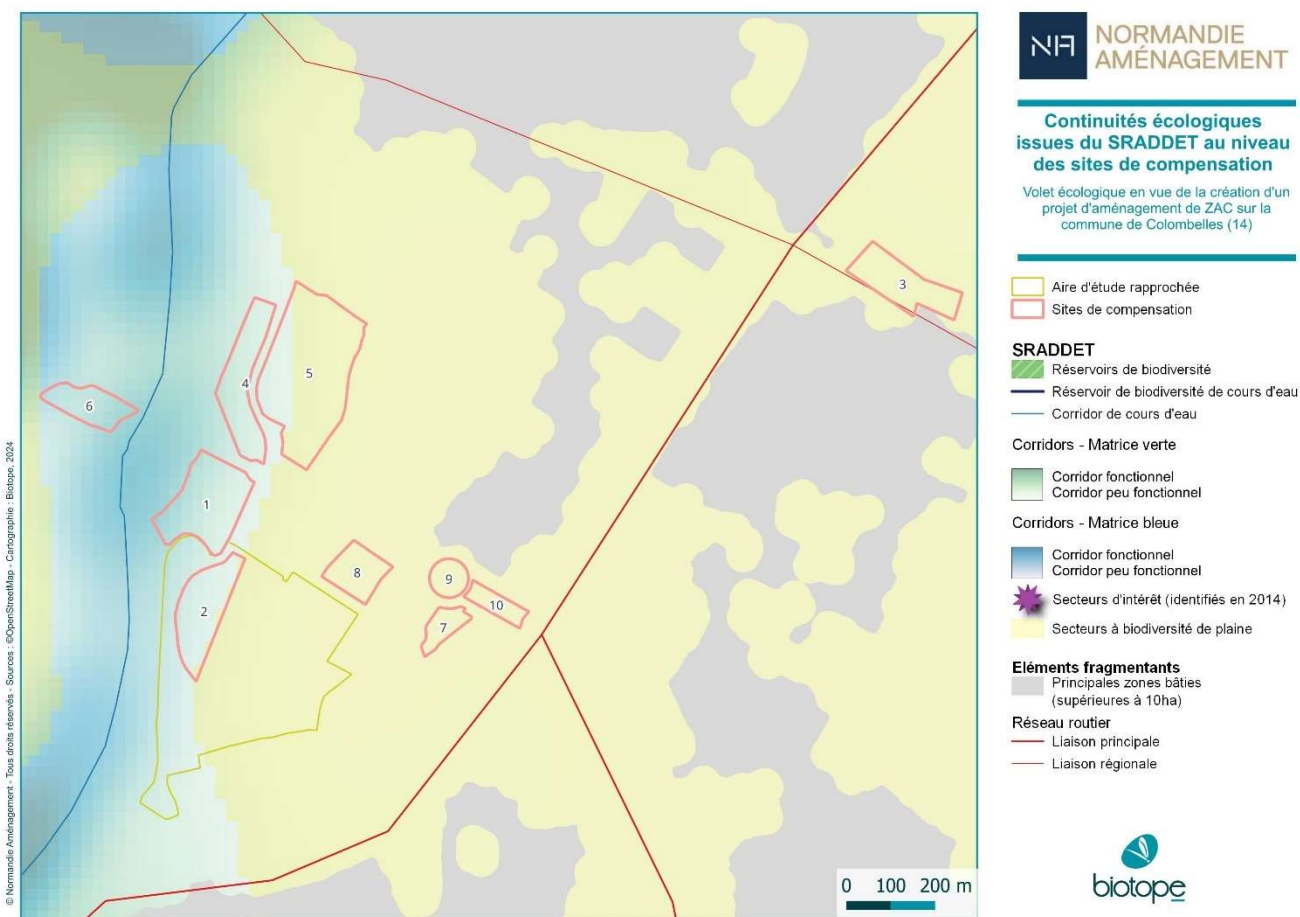 NA NORMANDIE
AMÉNAGEMENT
Continuités écologiques
issues du SRADDET au niveau
des sites de compensation
Volet écologique en vue de la création d'un
projet d'aménagement de ZAC sur la
commune de Colombelles (14)
Aire d'étude rapprochée
Sites de compensation
SRADDET
Réservoirs de biodiversité
Réservoir de biodiversité de cours d'eau
Corridor de cours d'eau
Corridors - Matrice verte
Corridor fonctionnel
Corridor peu fonctionnel
Corridors - Matrice bleue
Corridor fonctionnel
Corridor peu fonctionnel
Secteurs d'intérêt (identifiés en 2014)
Secteurs à biodiversité de plaine
Eléments fragmentants
Principales zones bâties
(supérieures à 10ha)
Réseau routier
Liaison principale
Liaison régionale
biotope
3
4
5
6
1
8
9
10
2
7
0 100 200 m
© Normandie Aménagement - Tous droits réservés - Sources : ©OpenStreetMap - Cartographie : Biotope, 2024